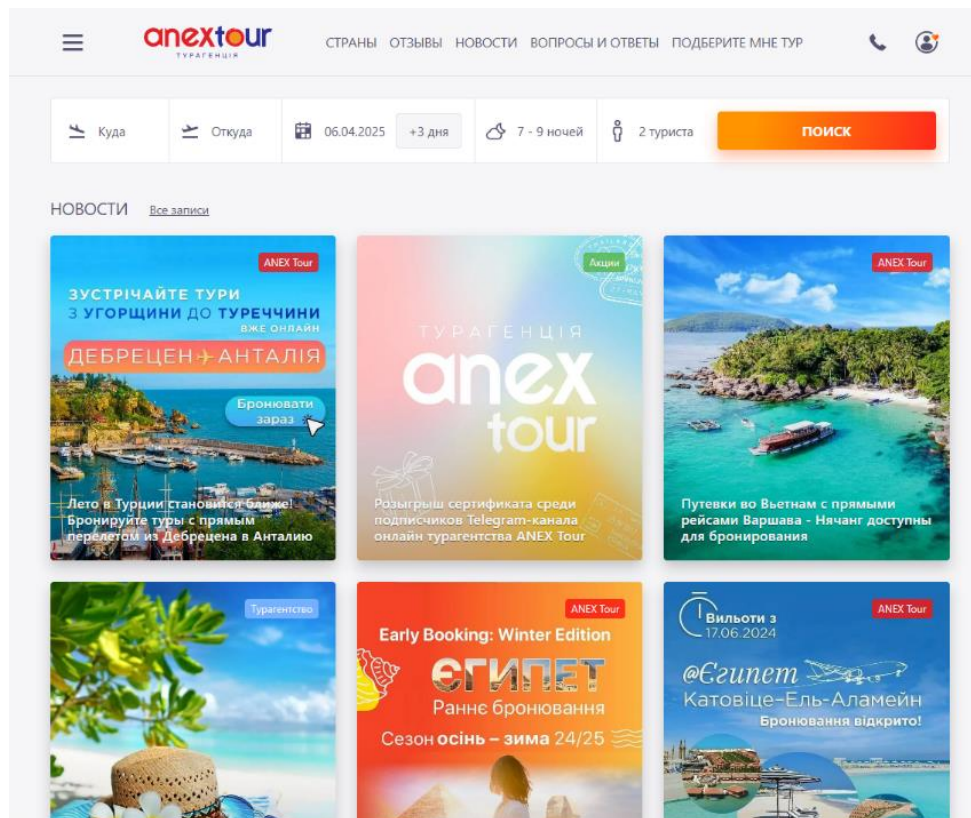 anextour
ТУРАГЕНЦІЯ
СТРАНЫ ОТЗЫВЫ НОВОСТИ ВОПРОСЫ И ОТВЕТЫ ПОДБЕРИТЕ МНЕ ТУР
Куда Откуда 06.04.2025 +3 дня 7 - 9 ночей 2 туриста ПОИСК
НОВОСТИ Все записи
ANEX Tour
ЗУСТРІЧАЙТЕ ТУРИ
З УГОРЩИНИ ДО ТУРЕЧЧИНИ
ВЖЕ ОНЛАЙН
ДЕБРЕЦЕН АНТАЛІЯ
Бронювати
зараз
Лето в Турции становится ближе!
Бронируйте туры с прямым
перелетом из Дебрецена в Анталию
Акции
ТУРАГЕНЦІЯ
anex
tour
Розыгрыш сертификата среди
подписчиков Telegram-канала
онлайн турагентства ANEX Tour
ANEX Tour
Путевки во Вьетнам с прямыми
рейсами Варшава - Нячанг доступны
для бронирования
Турагентство
ANEX Tour
Early Booking: Winter Edition
ЄГИПЕТ
Раннє бронювання
Сезон осінь – зима 24/25
ANEX Tour
Вильоти з
17.06.2024
@Єгипет
Катовіце–Ель-Аламейн
Бронювання відкрито!